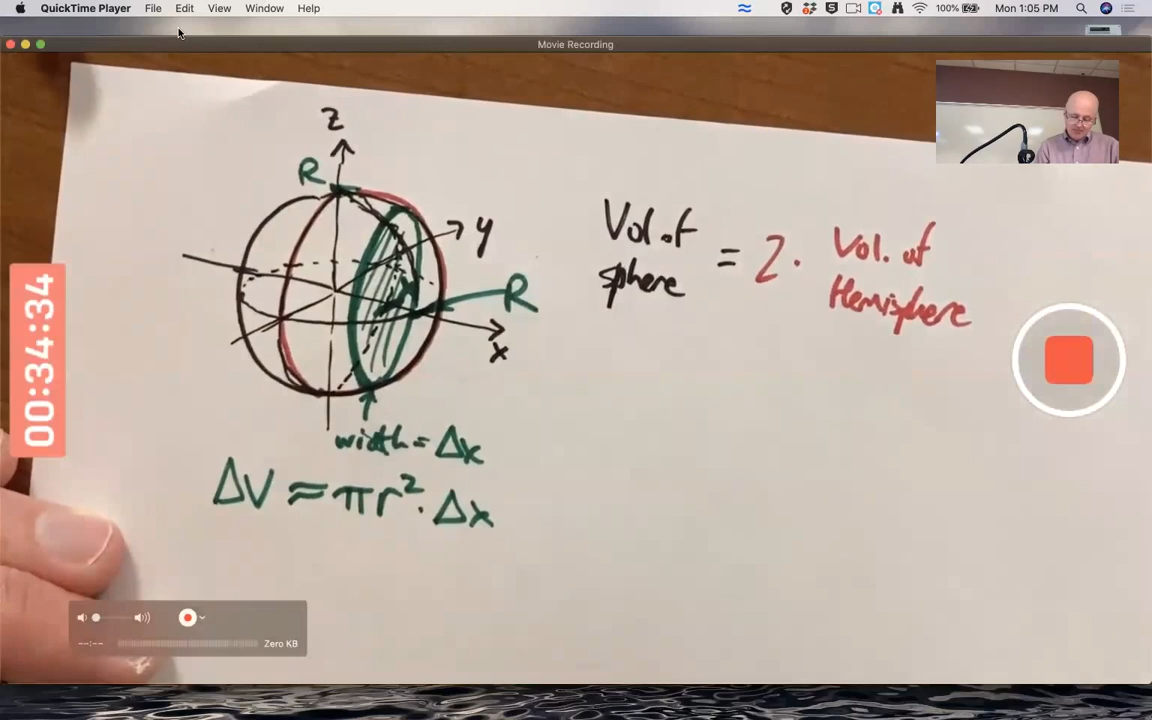 QuickTime Player File Edit View Window Help 100% Mon 1:05 PM
Movie Recording
z
R
y
R
x
width = Δx
ΔV ≈ πr²· Δx
Vol. of
sphere
= 2 ·
Vol. of
Hemisphere
00:34:34
--:-- Zero KB